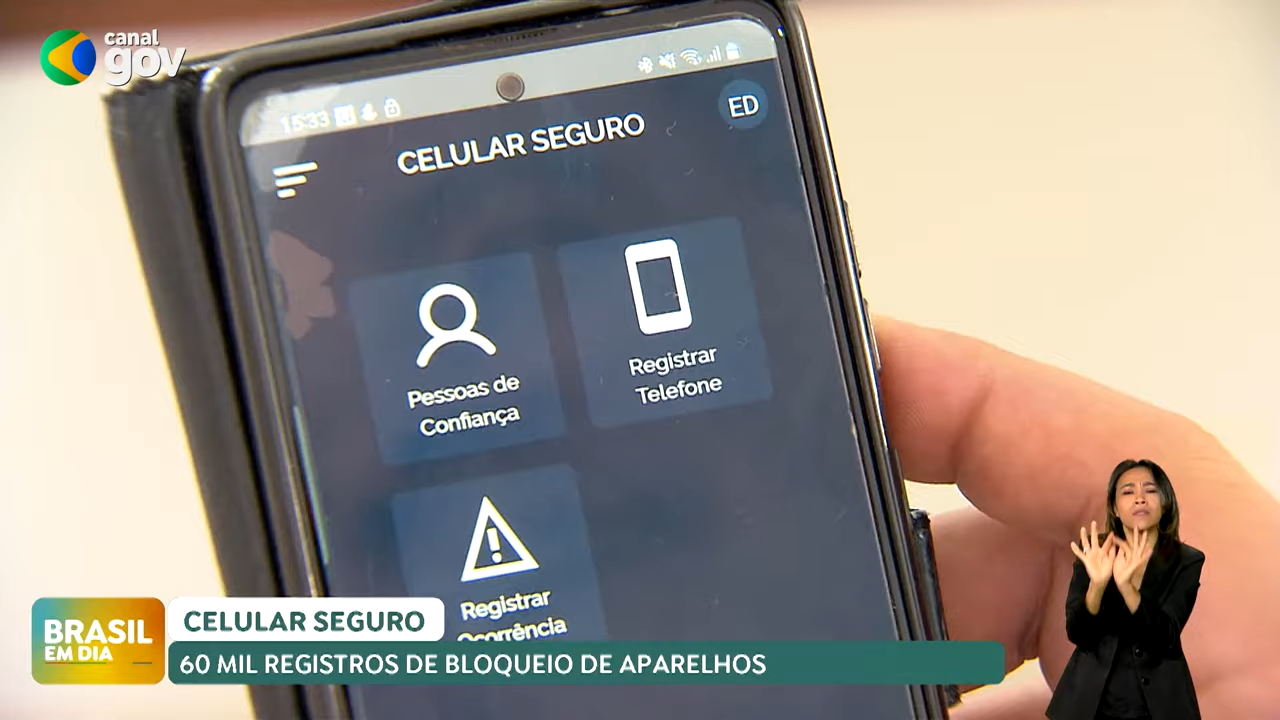 canal
gov
15:33
ED
CELULAR SEGURO
Pessoas de
Confiança
Registrar
Telefone
Registrar
Ocorrência
BRASIL
EM DIA
CELULAR SEGURO
60 MIL REGISTROS DE BLOQUEIO DE APARELHOS